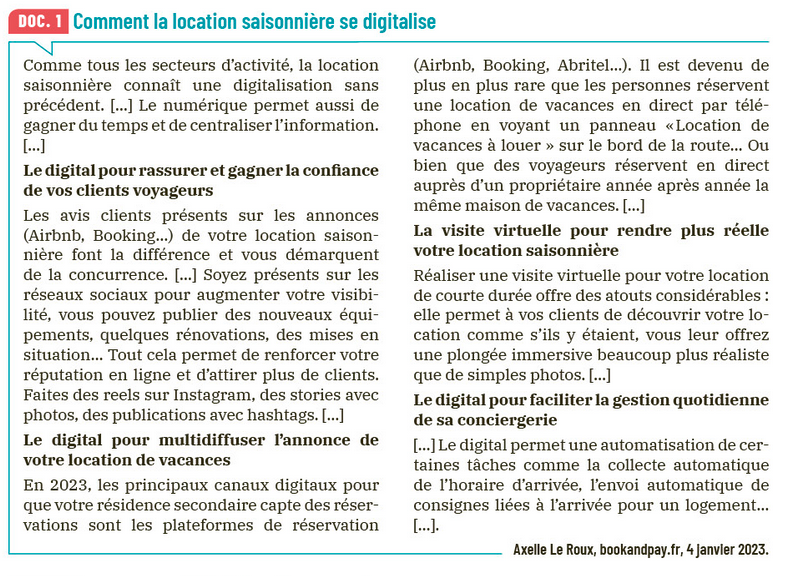 DOC. 1 Comment la location saisonnière se digitalise
Comme tous les secteurs d'activité, la location
saisonnière connaît une digitalisation sans
précédent. [...] Le numérique permet aussi de
gagner du temps et de centraliser l'information.
[...]
Le digital pour rassurer et gagner la confiance
de vos clients voyageurs
Les avis clients présents sur les annonces
(Airbnb, Booking...) de votre location saison-
nière font la différence et vous démarquent
de la concurrence. [...] Soyez présents sur les
réseaux sociaux pour augmenter votre visibi-
lité, vous pouvez publier des nouveaux équi-
pements, quelques rénovations, des mises en
situation... Tout cela permet de renforcer votre
réputation en ligne et d'attirer plus de clients.
Faites des reels sur Instagram, des stories avec
photos, des publications avec hashtags. [...]
Le digital pour multidiffuser l'annonce de
votre location de vacances
En 2023, les principaux canaux digitaux pour
que votre résidence secondaire capte des réser-
vations sont les plateformes de réservation
(Airbnb, Booking, Abritel...). Il est devenu de
plus en plus rare que les personnes réservent
une location de vacances en direct par télé-
phone en voyant un panneau «Location de
vacances à louer » sur le bord de la route... Ou
bien que des voyageurs réservent en direct
auprès d'un propriétaire année après année la
même maison de vacances. [...]
La visite virtuelle pour rendre plus réelle
votre location saisonnière
Réaliser une visite virtuelle pour votre location
de courte durée offre des atouts considérables :
elle permet à vos clients de découvrir votre lo-
cation comme s'ils y étaient, vous leur offrez
une plongée immersive beaucoup plus réaliste
que de simples photos. [...]
Le digital pour faciliter la gestion quotidienne
de sa conciergerie
[...] Le digital permet une automatisation de cer-
taines tâches comme la collecte automatique
de l'horaire d'arrivée, l'envoi automatique de
consignes liées à l'arrivée pour un logement...
[...].
Axelle Le Roux, bookandpay.fr, 4 janvier 2023.